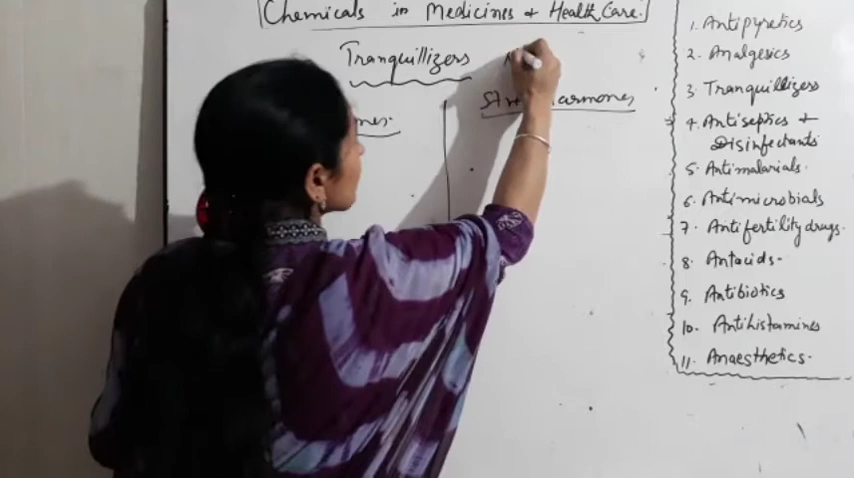 Chemicals in Medicines & Health Care.
Tranquillizers
1. Antipyretics
2. Analgesics
3 Tranquillizers
4. Antiseptics &
Disinfectants
5. Antimalarials.
6. Antimicrobials
7. Antifertility drugs.
8 Antacids.
9. Antibiotics
10. Antihistamines
11. Anaesthetics.